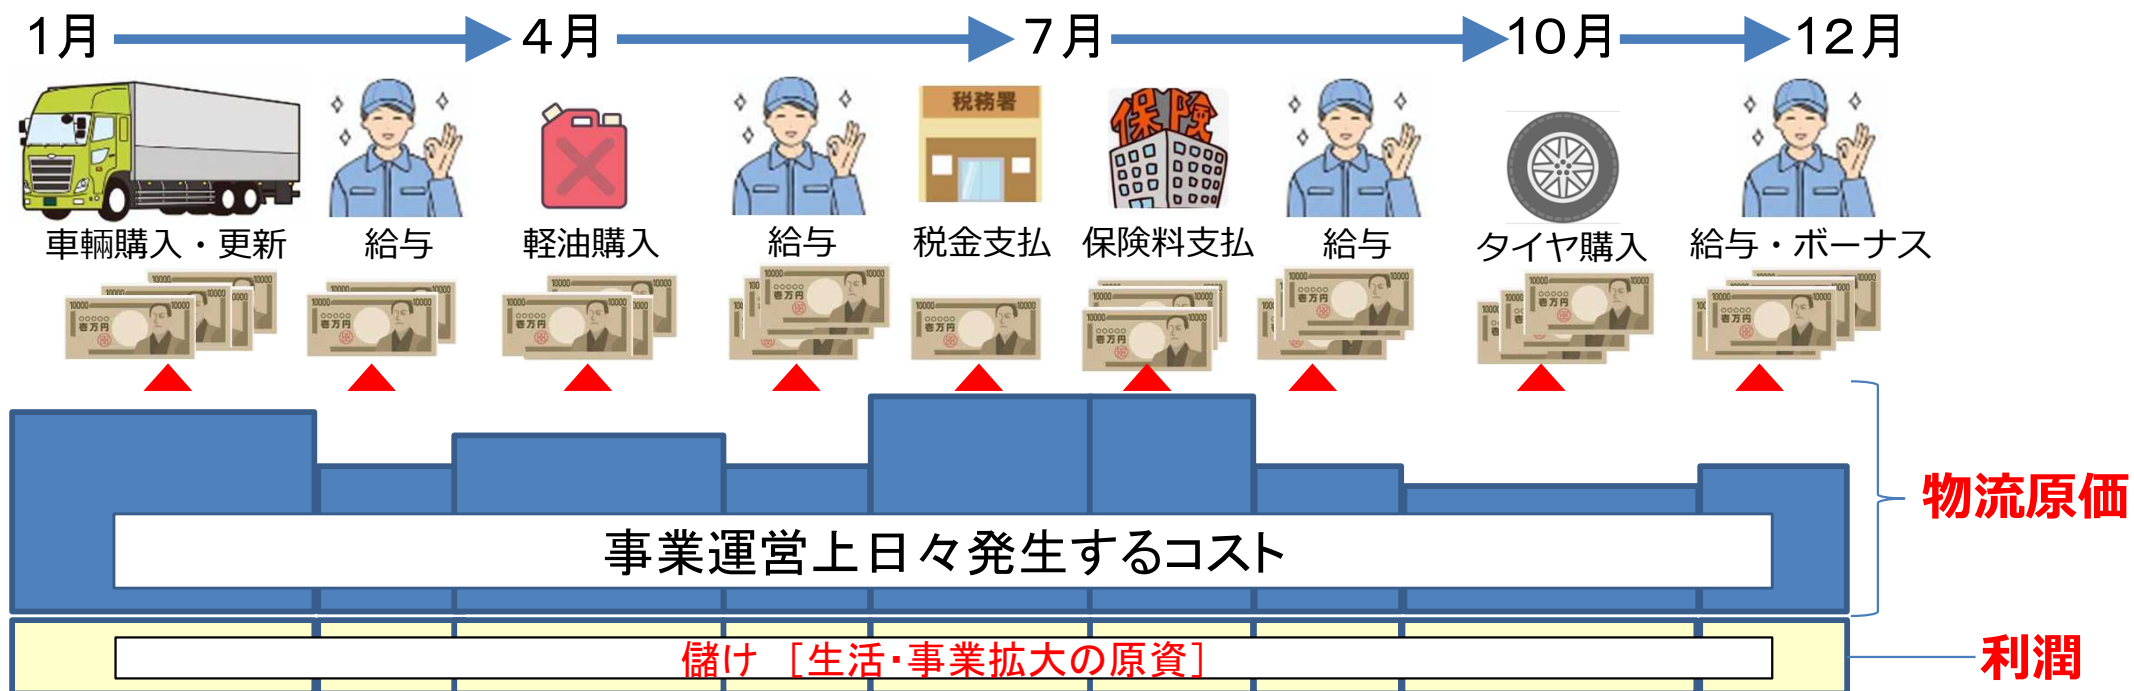 1月 4月 7月 10月 12月
税務署
保険
車輌購入・更新 給与 軽油購入 給与 税金支払 保険料支払 給与 タイヤ購入 給与・ボーナス
10000 壱万円
物流原価
事業運営上日々発生するコスト
儲け [生活・事業拡大の原資]
利潤